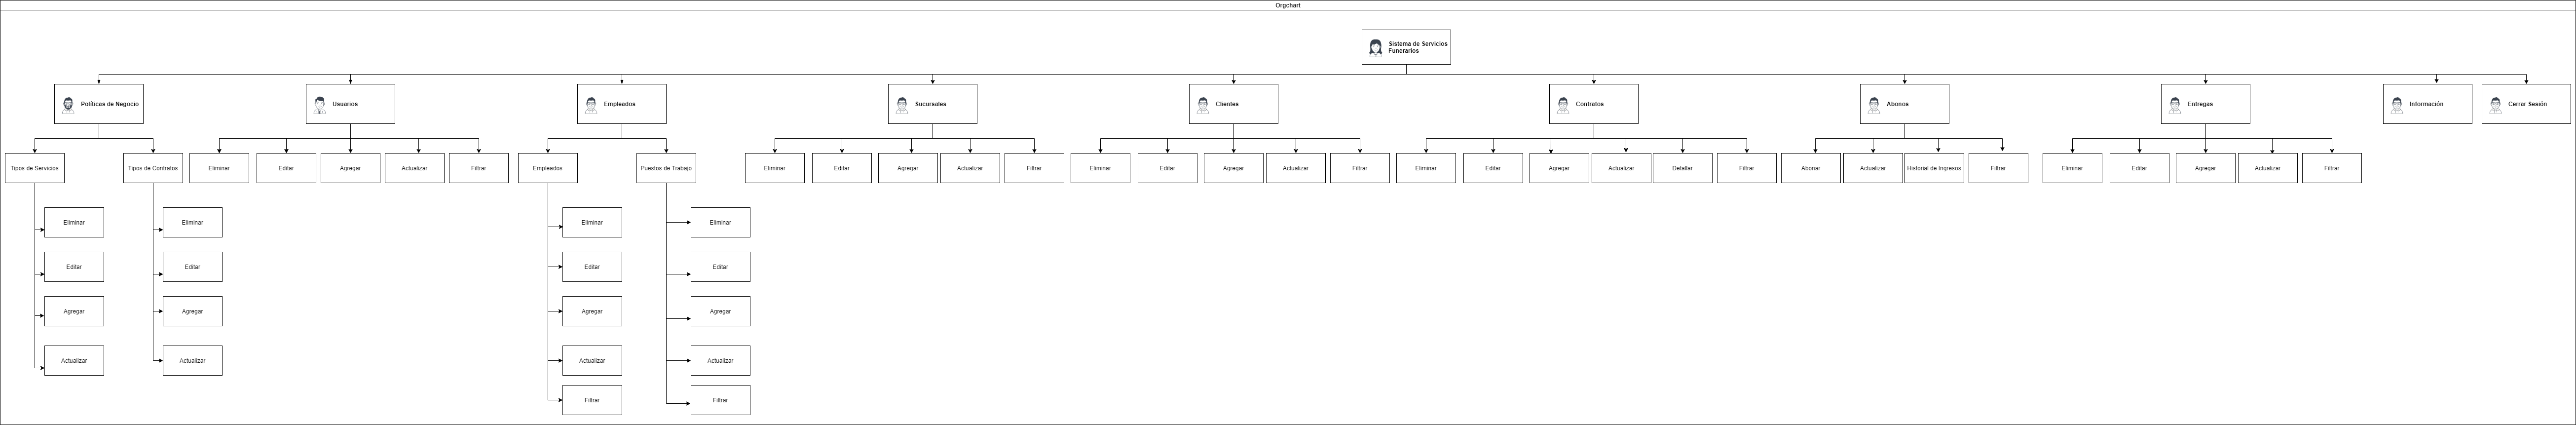 Orgchart
Sistema de Servicios
Funerarios
Políticas de Negocio
Usuarios
Empleados
Sucursales
Clientes
Contratos
Abonos
Entregas
Información
Cerrar Sesión
Tipos de Servicios
Tipos de Contratos
Eliminar
Editar
Agregar
Actualizar
Filtrar
Empleados
Puestos de Trabajo
Eliminar
Editar
Agregar
Actualizar
Filtrar
Eliminar
Editar
Agregar
Actualizar
Filtrar
Eliminar
Editar
Agregar
Actualizar
Detallar
Filtrar
Abonar
Actualizar
Historial de Ingresos
Filtrar
Eliminar
Editar
Agregar
Actualizar
Filtrar
Eliminar
Eliminar
Eliminar
Eliminar
Editar
Editar
Editar
Editar
Agregar
Agregar
Agregar
Agregar
Actualizar
Actualizar
Actualizar
Actualizar
Filtrar
Filtrar